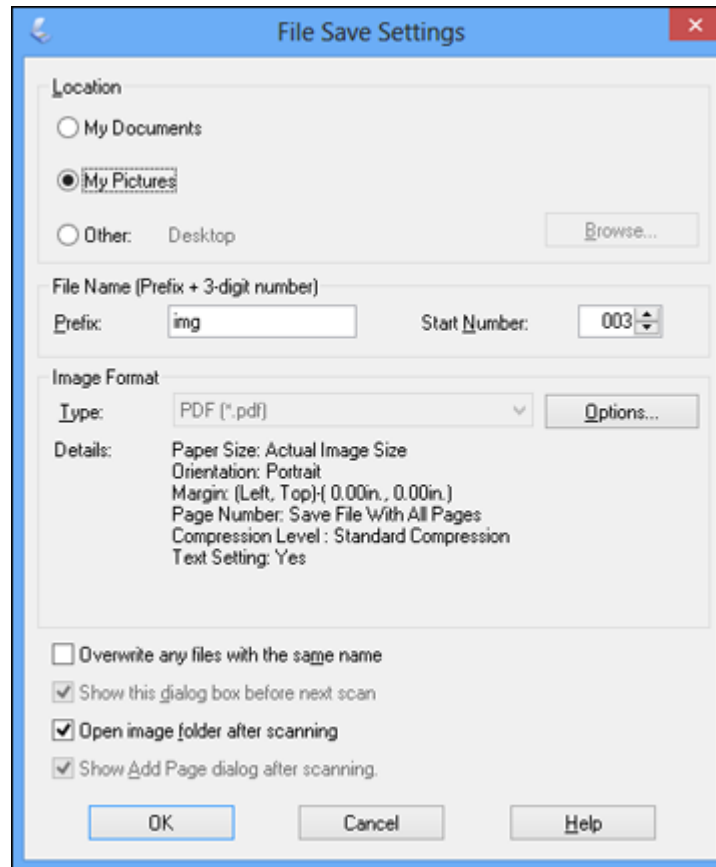 File Save Settings
Location
My Documents
My Pictures
Other: Desktop Browse...
File Name (Prefix + 3-digit number)
Prefix: img Start Number: 003
Image Format
Type: PDF (*.pdf) Options...
Details: Paper Size: Actual Image Size
Orientation: Portrait
Margin: (Left, Top)-( 0.00in., 0.00in.)
Page Number: Save File With All Pages
Compression Level : Standard Compression
Text Setting: Yes
Overwrite any files with the same name
Show this dialog box before next scan
Open image folder after scanning
Show Add Page dialog after scanning.
OK Cancel Help